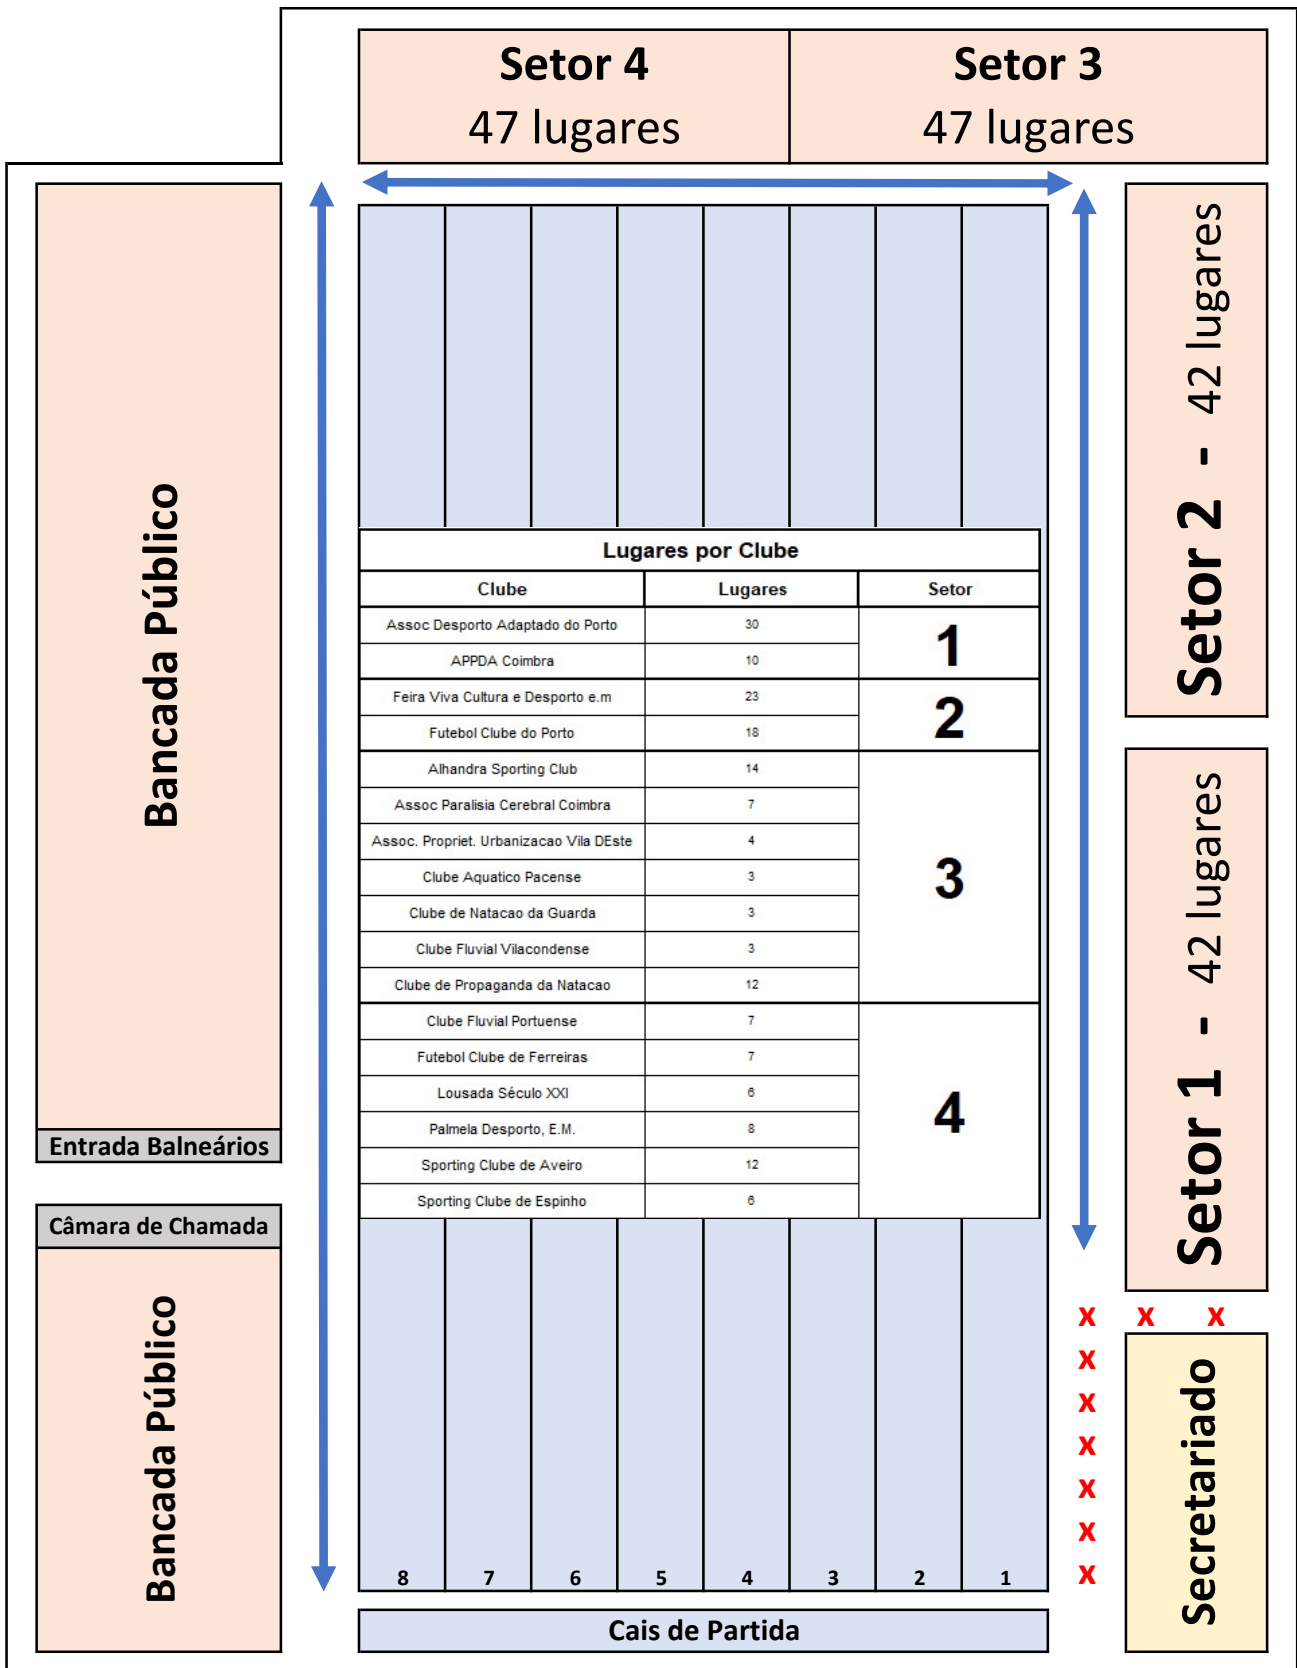 Setor 4
47 lugares
Setor 3
47 lugares
Setor 2 - 42 lugares
Bancada Público
Lugares por Clube
Clube Lugares Setor
Assoc Desporto Adaptado do Porto 30 1
APPDA Coimbra 10
Feira Viva Cultura e Desporto e.m 23 2
Futebol Clube do Porto 18
Alhandra Sporting Club 14 3
Assoc Paralisia Cerebral Coimbra 7
Assoc. Propriet. Urbanizacao Vila DEste 4
Clube Aquatico Pacense 3
Clube de Natacao da Guarda 3
Clube Fluvial Vilacondense 3
Clube de Propaganda da Natacao 12
Clube Fluvial Portuense 7 4
Futebol Clube de Ferreiras 7
Lousada Século XXI 6
Palmela Desporto, E.M. 8
Sporting Clube de Aveiro 12
Sporting Clube de Espinho 6
Setor 1 - 42 lugares
Entrada Balneários
Câmara de Chamada
Bancada Público
x x x
x
x
x
x
x
x
Secretariado
8 7 6 5 4 3 2 1
Cais de Partida